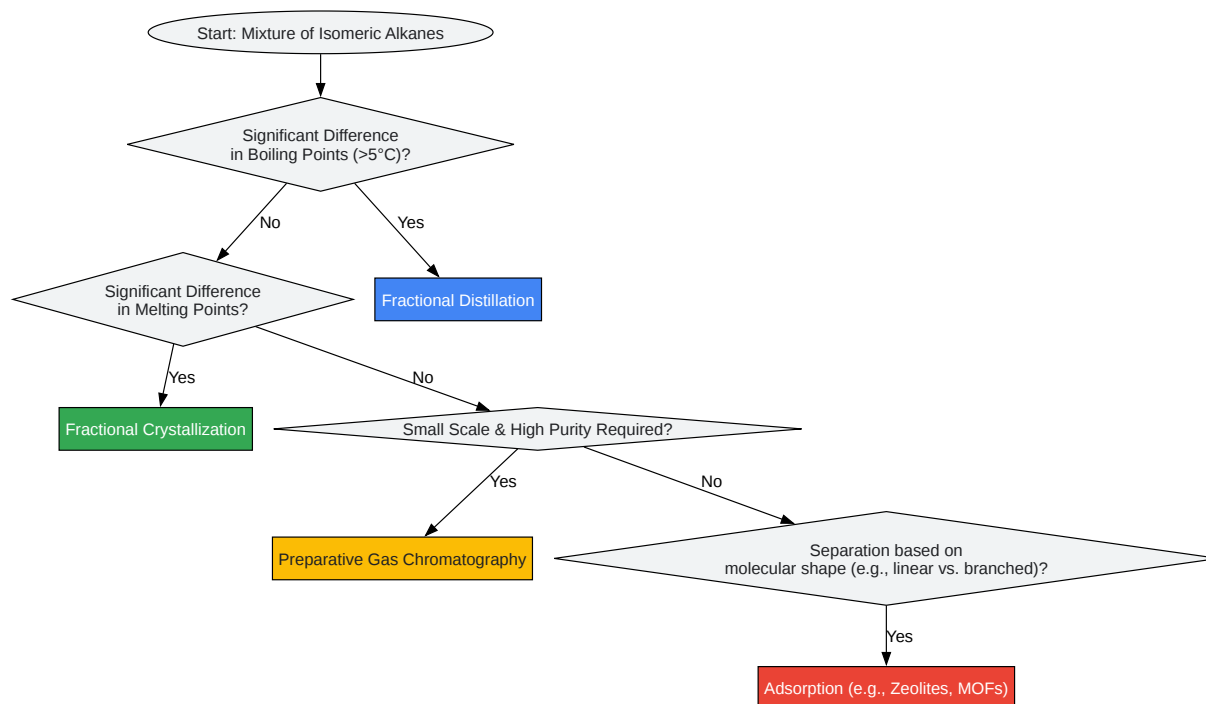 Start: Mixture of Isomeric Alkanes
Significant Difference
in Boiling Points (>5°C)?
No
Yes
Significant Difference
in Melting Points?
Fractional Distillation
Yes
No
Fractional Crystallization
Small Scale & High Purity Required?
Yes
No
Preparative Gas Chromatography
Separation based on
molecular shape (e.g., linear vs. branched)?
Yes
Adsorption (e.g., Zeolites, MOFs)